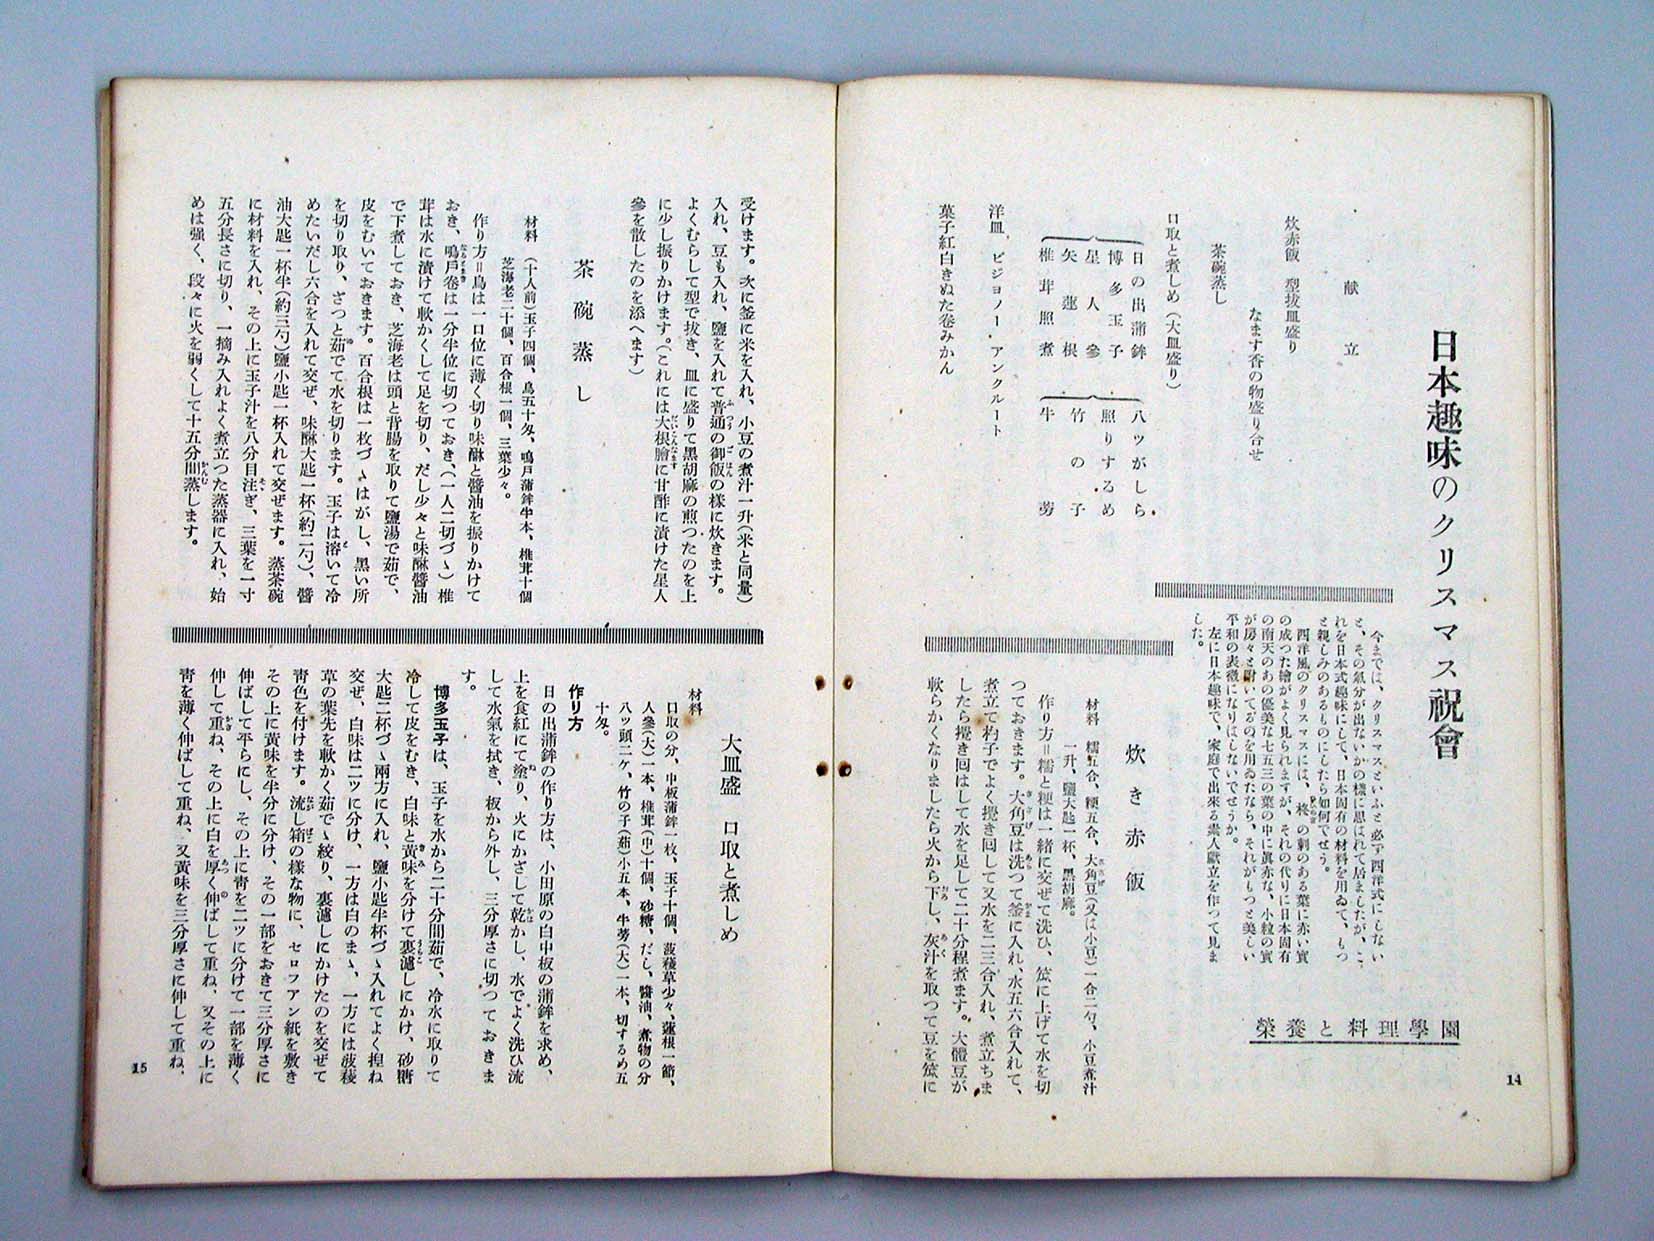 日本趣味のクリスマス祝會
榮養と料理學園
今までは、クリスマスといふと必ず西洋式にしない
と、その氣分が出ないかの樣に思はれて居ましたが、こ
れを日本式趣味にして、日本固有の材料を用ゐて、もつ
と親しみのあるものにしたら如何でせう。
西洋風のクリスマスには、柊の刺のある葉に赤い實
の成つた繪がよく見られますが、それの代りに日本固有
の南天のあの優美な七五三の葉の中に眞赤な、小粒の實
が房々と附いてゐるのを用ゐたなら、それがもつと美しい
平和の表徵になりはしないでせうか。
左に日本趣味で、家庭で出來る素人獻立を作つて見ま
した。
献立
炊赤飯 型拔皿盛り
なます香の物盛り合せ
茶碗蒸し
口取と煮しめ(大皿盛り)
日の出蒲鉾
博多玉子
星人參
矢蓮根
椎茸照煮
八ツがしら
照りするめ
竹の子
牛蒡
洋皿、ビジョノー・アンクルート
菓子紅白きぬた卷みかん
炊き赤飯
材料 糯五合、粳五合、大角豆(又は小豆)一合二勺、小豆煮汁
一升、鹽大匙一杯、黑胡麻。
作り方=糯と粳は一緒に交ぜて洗ひ、笊に上げて水を切
つておきます。大角豆は洗つて釜に入れ、水五六合入れて、
煮立て杓子でよく攪き回して又水を二三合入れ、煮立ちま
したら攪き回はして水を足して二十分程煮ます。大體豆が
軟らかくなりましたら火から下し、灰汁を取つて豆を笊に
14
受けます。次に釜に米を入れ、小豆の煮汁一升(米と同量)
入れ、豆も入れ、鹽を入れて普通の御飯の樣に炊きます。
よくむらして型で拔き、皿に盛りて黑胡麻の煎つたのを上
に少し振りかけます。(これには大根膾に甘酢に漬けた星人
參を散したのを添へます)
茶碗蒸し
材料 (十人前)玉子四個、鳥五十匁、鳴戶蒲鉾半本、椎茸十個
芝海老二十個、百合根一個、三葉少々。
作り方=鳥は一口位に薄く切り味醂と醬油を振りかけて
おき、鳴戶卷は一分半位に切つておき、(一人二切づゝ)椎
茸は水に漬けて軟かくして足を切り、だし少々と味醂醬油
で下煮しておき、芝海老は頭と背腸を取りて鹽湯で茹で、
皮をむいておきます。百合根は一枚づゝはがし、黑い所
を切り取り、さつと茹でて水を切ります。玉子は溶いて冷
めたいだし六合を入れて交ぜ、味醂大匙一杯(約二勺)、醬
油大匙一杯半(約三勺)鹽小匙一杯入れて交ぜます。蒸茶碗
に材料を入れ、その上に玉子汁を八分目注ぎ、三葉を一寸
五分長さに切り、一摘み入れよく煮立つた蒸器に入れ、始
めは強く、段々に火を弱くして十五分間蒸します。
大皿盛 口取と煮しめ
材料
口取の分、中板蒲鉾一枚、玉子十個、菠薐草少々、蓮根一節、
人參(大)一本、椎茸(中)十個、砂糖、だし、醬油、煮物の分
八ツ頭二ケ、竹の子(茹)小五本、牛蒡(大)一本、切するめ五
十匁。
作り方
日の出蒲鉾の作り方は、小田原の白中板の蒲鉾を求め、
上を食紅にて塗り、火にかざして乾かし、水でよく洗ひ流
して水氣を拭き、板から外し、三分厚さに切つておきま
す。
博多玉子は、玉子を水から二十分間茹で、冷水に取りて
冷して皮をむき、白味と黃味を分けて裏濾しにかけ、砂糖
大匙二杯づゝ兩方に入れ、鹽小匙半杯づゝ入れてよく捏ね
交ぜ、白味は二ツに分け、一方は白のまゝ、一方には菠薐
草の葉先を軟かく茹でゝ絞り、裏濾しにかけたのを交ぜて
靑色を付けます。流し箱の樣な物に、セロフアン紙を敷き
その上に黃味を半分に分け、その一部をおきて三分厚さに
伸ばして平らにし、その上に靑を二ツに分けて一部を薄く
伸して重ね、その上に白を厚く伸ばして重ね、又その上に
靑を薄く伸ばして重ね、又黃味を三分厚さに伸して重ね、
15